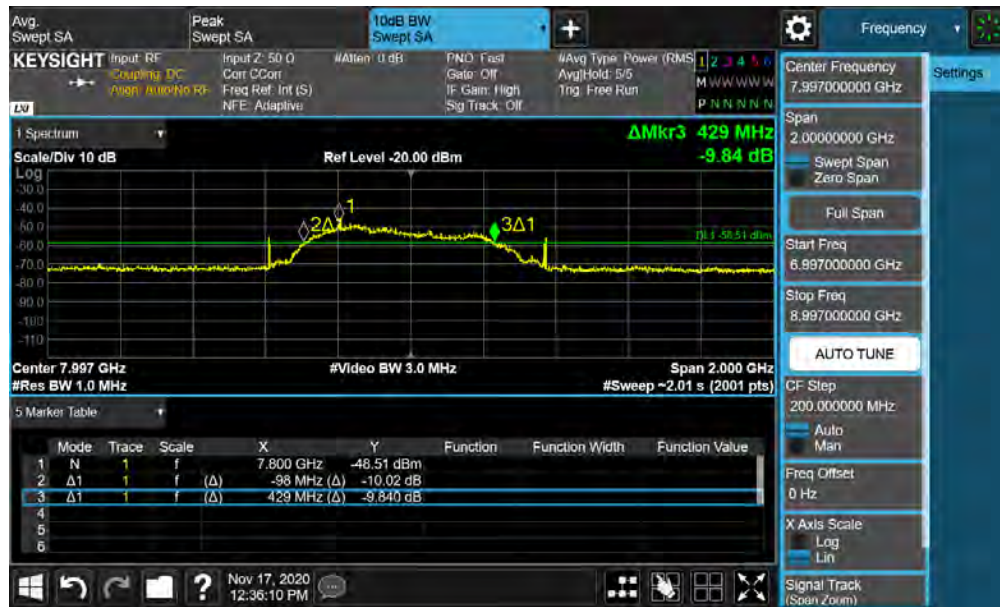 Avg. Swept SA
Peak Swept SA
10dB BW Swept SA
Frequency
KEYSIGHT
Input: RF
Coupling: DC
Align: Auto/No RF
Input Z: 50 Ω
Corr CCorr
Freq Ref: Int (S)
NFE: Adaptive
#Atten: 0 dB
PNO: Fast
Gate: Off
IF Gain: High
Sig Track: Off
#Avg Type: Power (RMS
Avg|Hold: 5/5
Trig: Free Run
1 2 3 4 5 6
M W W W W W
P N N N N N
LXI
1 Spectrum
ΔMkr3 429 MHz
-9.84 dB
Scale/Div 10 dB
Ref Level -20.00 dBm
Log
-30.0
-40.0
-50.0
-60.0
-70.0
-80.0
-90.0
-100
-110
1
2Δ1
3Δ1
DL1 -58.51 dBm
Center 7.997 GHz
#Video BW 3.0 MHz
Span 2.000 GHz
#Res BW 1.0 MHz
#Sweep ~2.01 s (2001 pts)
5 Marker Table
Mode Trace Scale X Y Function Function Width Function Value
1 N 1 f 7.800 GHz -48.51 dBm
2 Δ1 1 f (Δ) -98 MHz (Δ) -10.02 dB
3 Δ1 1 f (Δ) 429 MHz (Δ) -9.840 dB
4
5
6
Nov 17, 2020
12:36:10 PM
Settings
Center Frequency
7.997000000 GHz
Span
2.00000000 GHz
Swept Span
Zero Span
Full Span
Start Freq
6.997000000 GHz
Stop Freq
8.997000000 GHz
AUTO TUNE
CF Step
200.000000 MHz
Auto
Man
Freq Offset
0 Hz
X Axis Scale
Log
Lin
Signal Track
(Span Zoom)